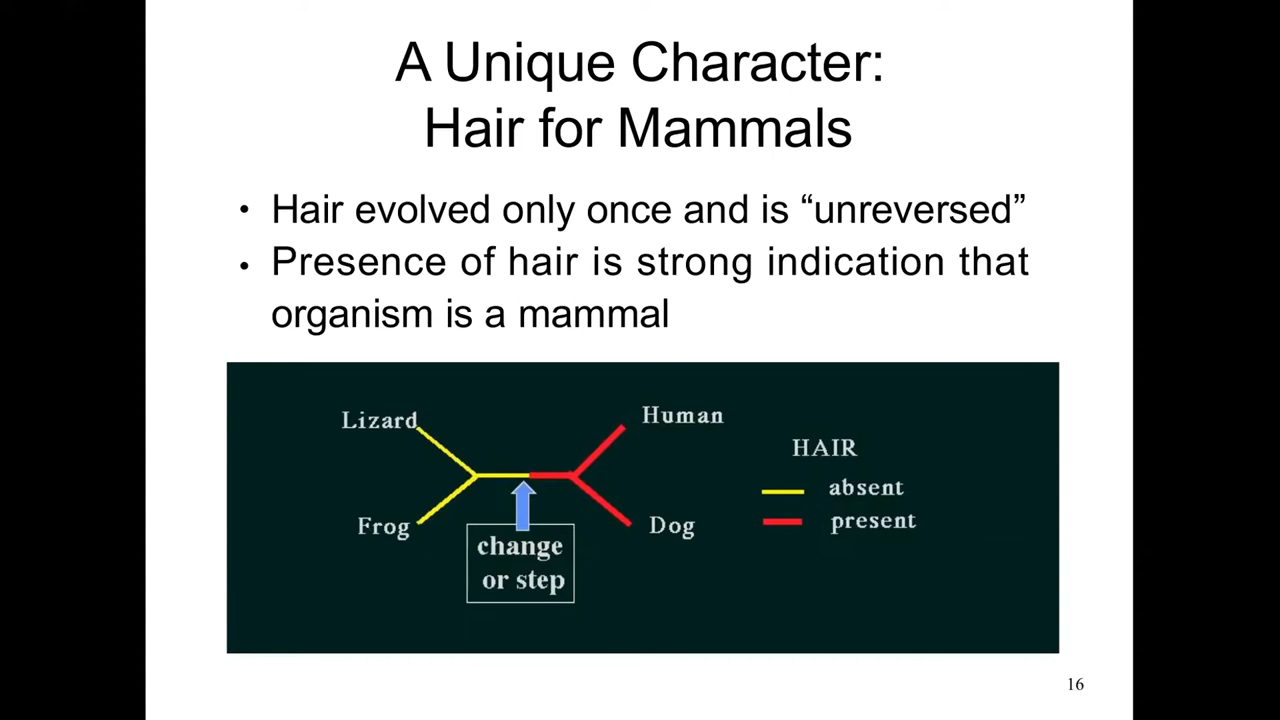 A Unique Character:
Hair for Mammals
• Hair evolved only once and is “unreversed”
• Presence of hair is strong indication that
organism is a mammal
Lizard
Human
HAIR
absent
present
Frog
Dog
change
or step
16